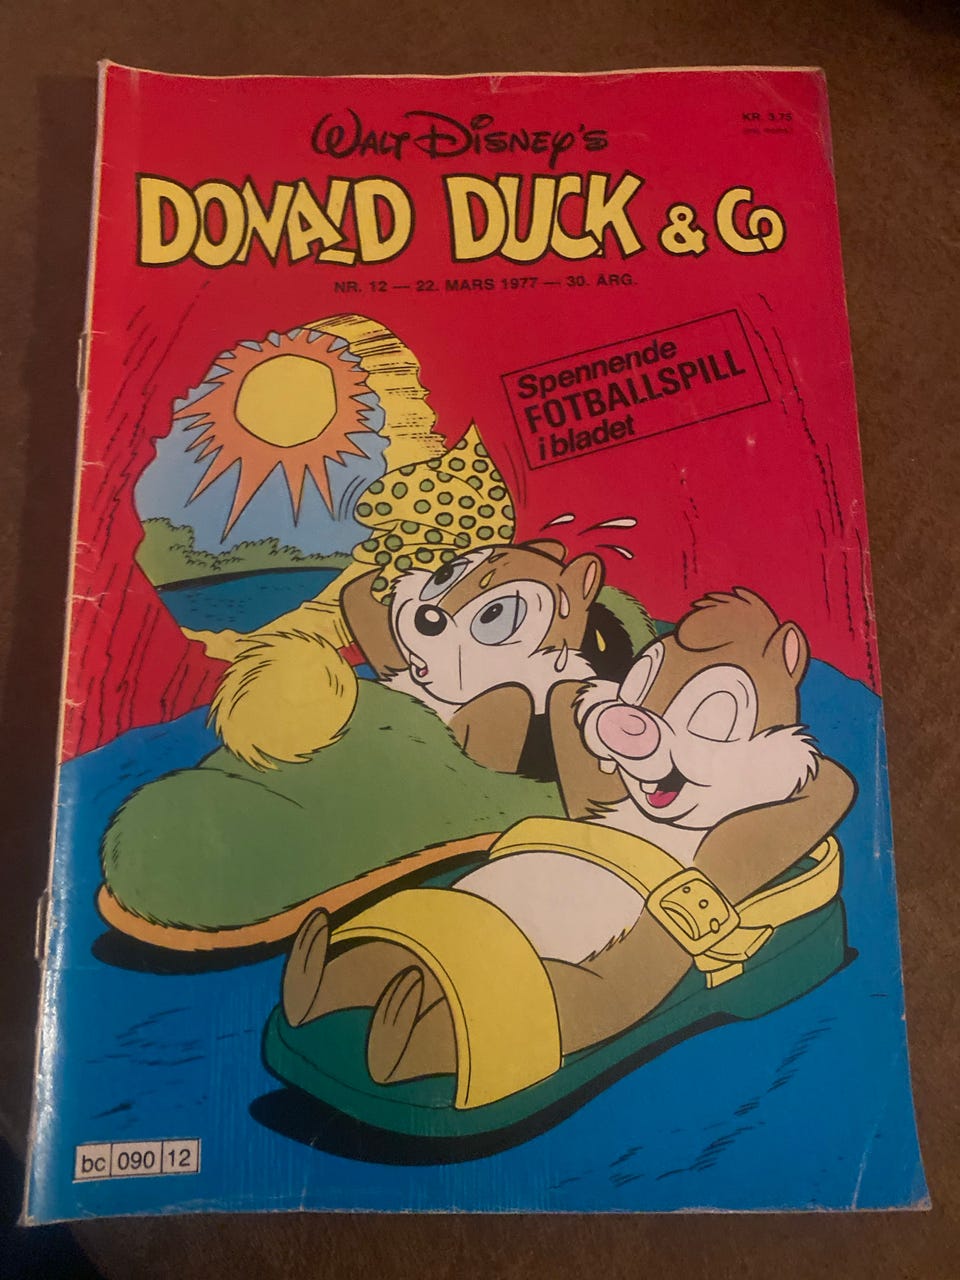 WALT DISNEY'S
KR. 3,75
DONALD DUCK & Co
NR. 12 — 22. MARS 1977 — 30. ÅRG.
Spennende
FOTBALLSPILL
i bladet
bc 090 12